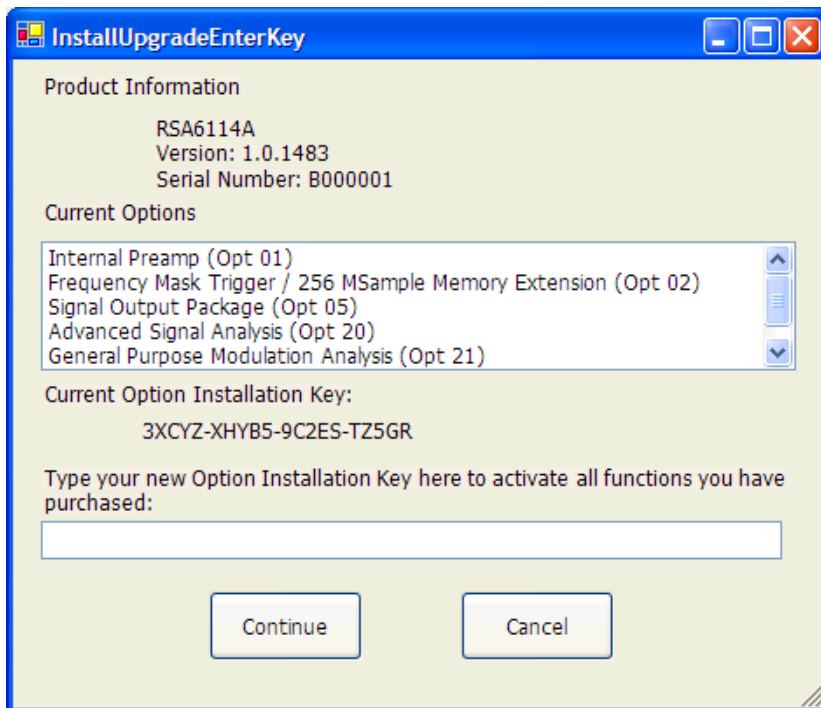 InstallUpgradeEnterKey
Product Information
RSA6114A
Version: 1.0.1483
Serial Number: B000001
Current Options
Internal Preamp (Opt 01)
Frequency Mask Trigger / 256 MSample Memory Extension (Opt 02)
Signal Output Package (Opt 05)
Advanced Signal Analysis (Opt 20)
General Purpose Modulation Analysis (Opt 21)
Current Option Installation Key:
3XCYZ-XHYB5-9C2ES-TZ5GR
Type your new Option Installation Key here to activate all functions you have
purchased:
Continue
Cancel